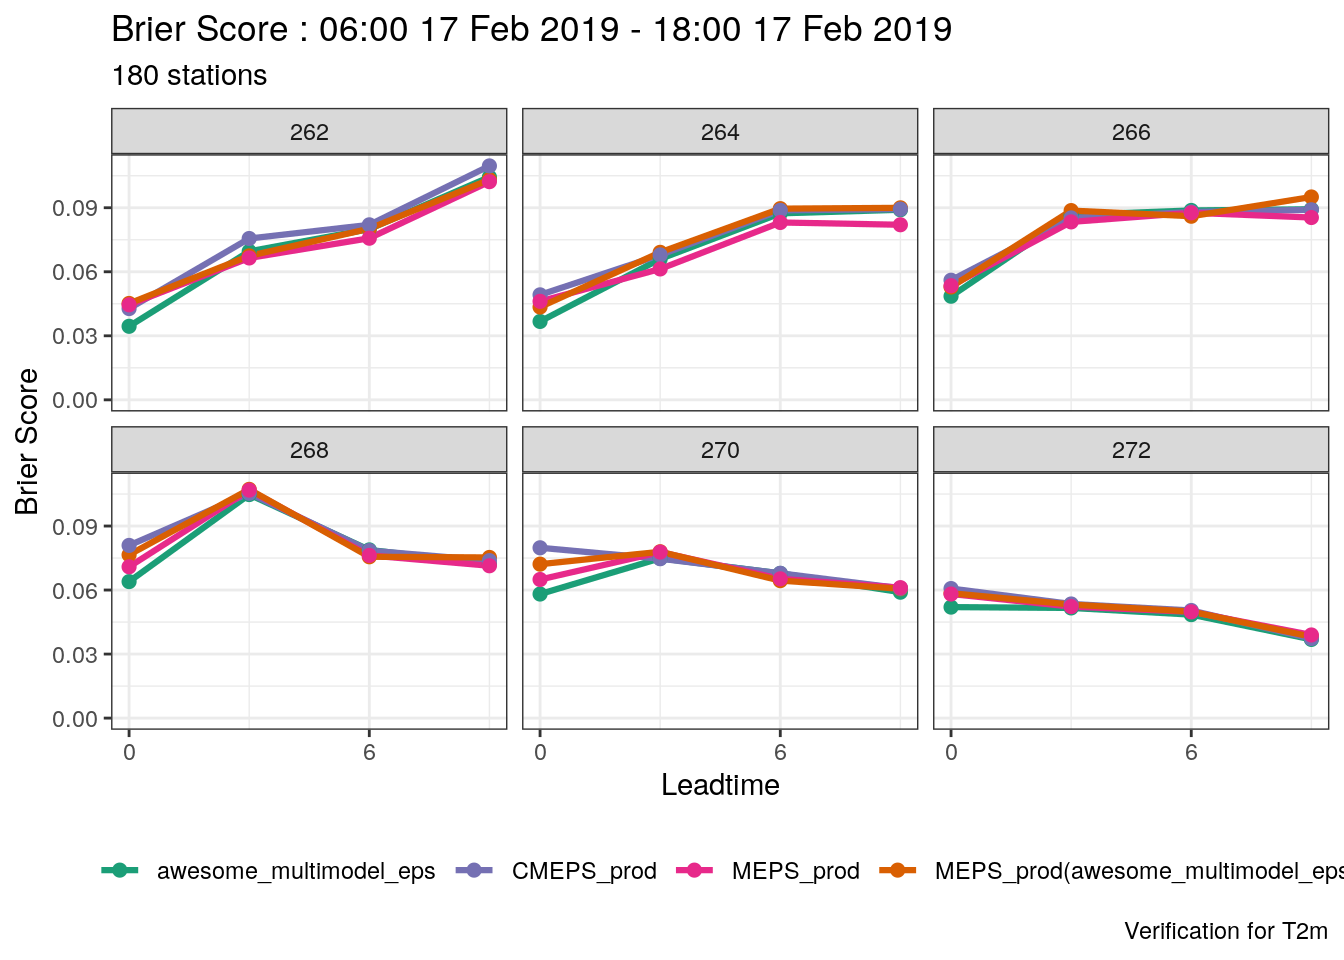 Brier Score : 06:00 17 Feb 2019 - 18:00 17 Feb 2019
180 stations
262 264 266
0.09
0.06
0.03
0.00
268 270 272
0.09
0.06
0.03
0.00
0 6 0 6 0 6
Brier Score
Leadtime
awesome_multimodel_eps CMEPS_prod MEPS_prod MEPS_prod(awesome_multimodel_eps
Verification for T2m